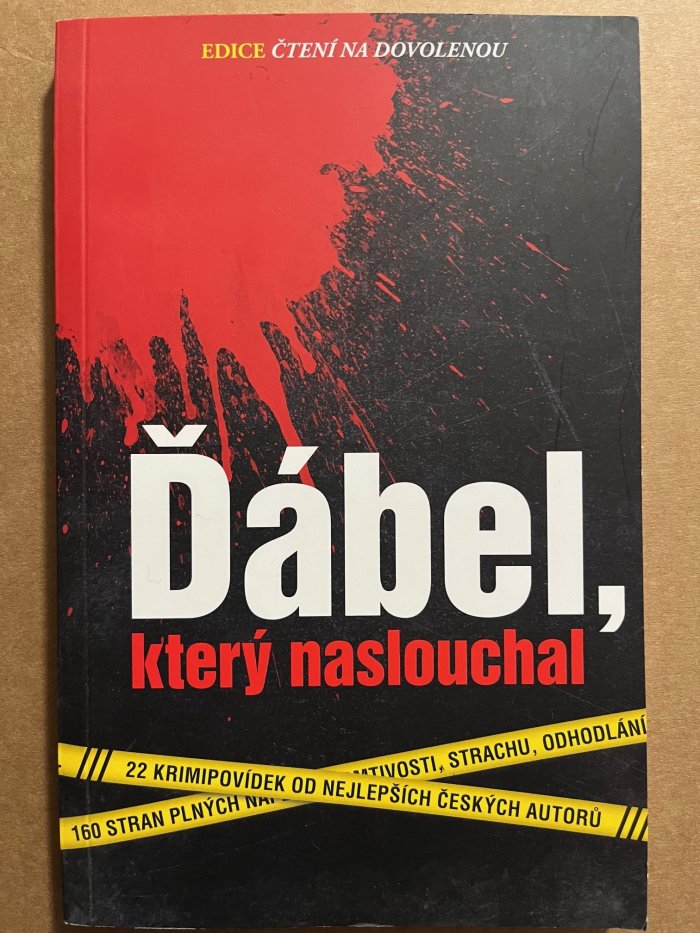 EDICE ČTENÍ NA DOVOLENOU
Ďábel,
který naslouchal
22 KRIMIPOVÍDEK OD NEJLEPŠÍCH ČESKÝCH AUTORŮ
160 STRAN PLNÝCH STRACHU, ODHODLÁNÍ